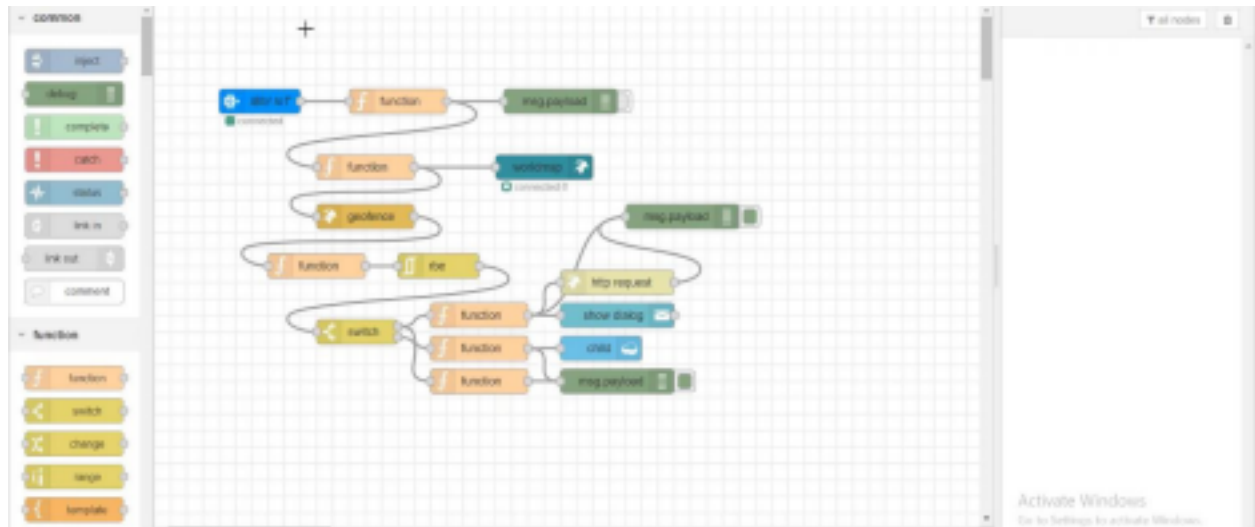 common
all nodes
inject
debug
complete
catch
status
link in
link out
comment
function
function
switch
change
range
template
function
msg.payload
connected
function
worldmap
connected
geofence
msg.payload
function
rbe
http request
function
show dialog
switch
function
child
function
msg.payload
Activate Windows
Go to Settings to activate Windows.